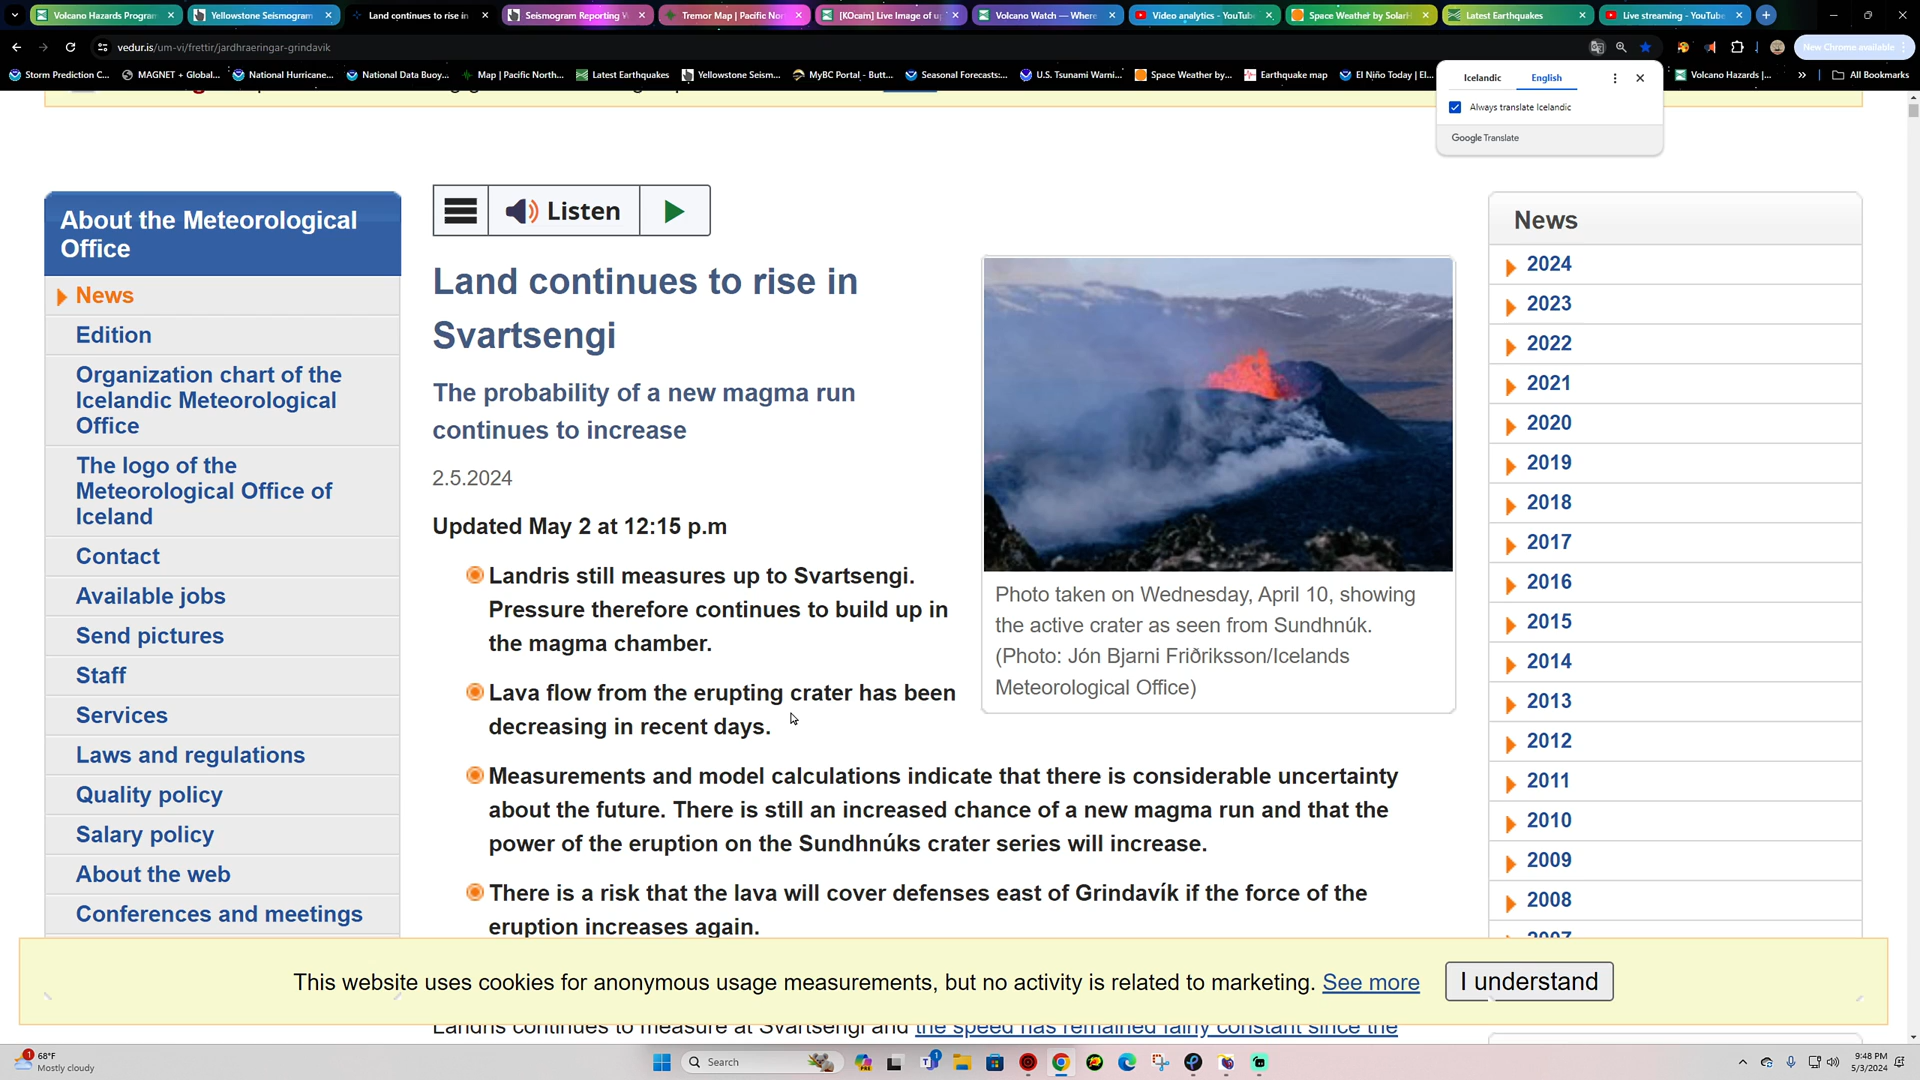 Volcano Hazards Program
Yellowstone Seismogram
Land continues to rise in
Seismogram Reporting
Tremor Map | Pacific Nor
[KOcam] Live Image of
Volcano Watch — Where
Video analytics - YouTube
Space Weather by SolarH
Latest Earthquakes
Live streaming - YouTube
vedur.is/um-vi/frettir/jardhraeringar-grindavik
New Chrome available
Storm Prediction C...
MAGNET + Global...
National Hurricane...
National Data Buoy...
Map | Pacific North...
Latest Earthquakes
Yellowstone Seism...
MyBC Portal - Butt...
Seasonal Forecasts:...
U.S. Tsunami Warni...
Space Weather by...
Earthquake map
El Niño Today | El...
Volcano Hazards |...
All Bookmarks
Icelandic
English
Always translate Icelandic
Google Translate
About the Meteorological
Office
News
Edition
Organization chart of the
Icelandic Meteorological
Office
The logo of the
Meteorological Office of
Iceland
Contact
Available jobs
Send pictures
Staff
Services
Laws and regulations
Quality policy
Salary policy
About the web
Conferences and meetings
Listen
Land continues to rise in
Svartsengi
The probability of a new magma run
continues to increase
2.5.2024
Updated May 2 at 12:15 p.m
Landris still measures up to Svartsengi.
Pressure therefore continues to build up in
the magma chamber.
Lava flow from the erupting crater has been
decreasing in recent days.
Measurements and model calculations indicate that there is considerable uncertainty
about the future. There is still an increased chance of a new magma run and that the
power of the eruption on the Sundhnúks crater series will increase.
There is a risk that the lava will cover defenses east of Grindavík if the force of the
eruption increases again.
Photo taken on Wednesday, April 10, showing
the active crater as seen from Sundhnúk.
(Photo: Jón Bjarni Friðriksson/Icelands
Meteorological Office)
News
2024
2023
2022
2021
2020
2019
2018
2017
2016
2015
2014
2013
2012
2011
2010
2009
2008
2007
This website uses cookies for anonymous usage measurements, but no activity is related to marketing. See more
I understand
Landris continues to measure at Svartsengi and the speed has remained fairly constant since the
1
68°F
Mostly cloudy
Search
1
9:48 PM
5/3/2024